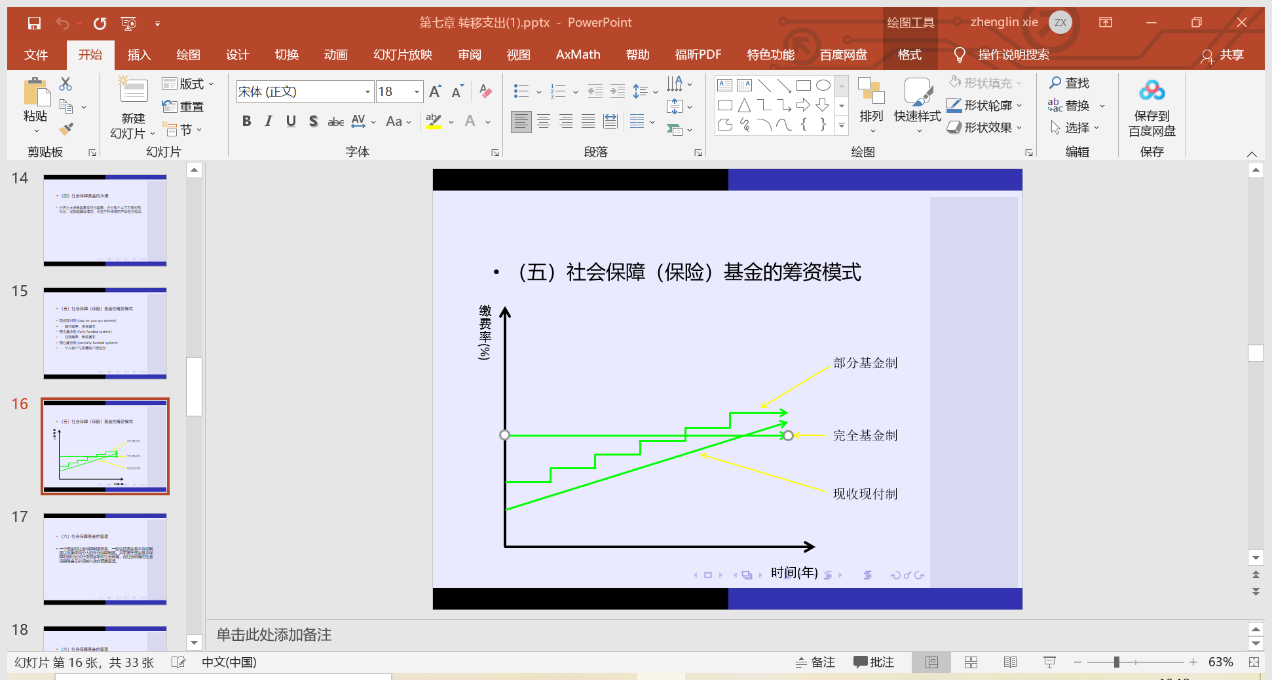 第七章 转移支出(1).pptx - PowerPoint
绘图工具
zhenglin xie
ZX
文件 开始 插入 绘图 设计 切换 动画 幻灯片放映 审阅 视图 AxMath 帮助 福昕PDF 特色功能 百度网盘 格式 操作说明搜索 共享
粘贴
剪贴板
新建
幻灯片
版式
重置
节
幻灯片
宋体 (正文) 18
B I U S abc AV Aa A
字体
段落
排列
快速样式
形状填充
形状轮廓
形状效果
绘图
查找
替换
选择
编辑
保存到
百度网盘
保存
14
15
16
17
18
• （五）社会保障（保险）基金的筹资模式
缴费率(%)
部分基金制
完全基金制
现收现付制
时间(年)
单击此处添加备注
幻灯片 第 16 张，共 33 张 中文(中国) 备注 批注 63%